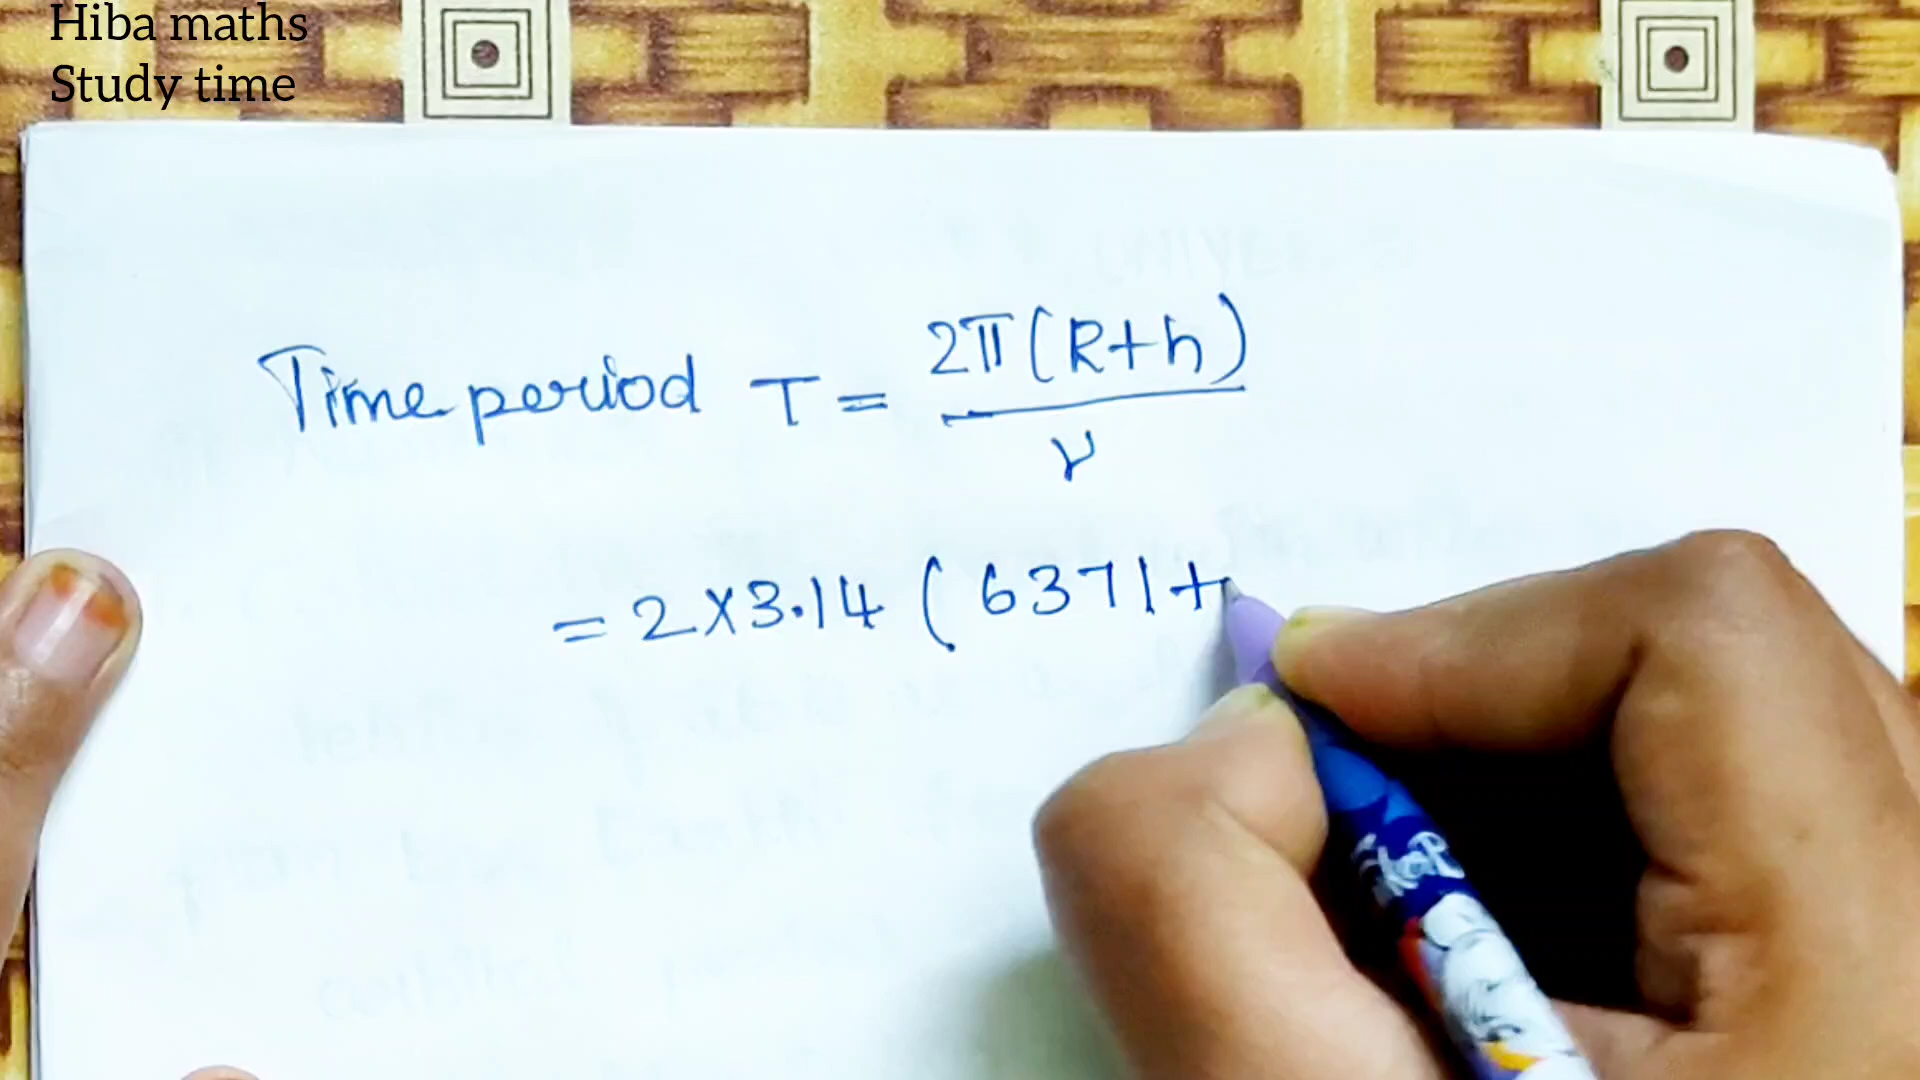 Hiba maths
Study time
Time period T = 2π(R+h)
v
= 2×3.14 ( 6371+